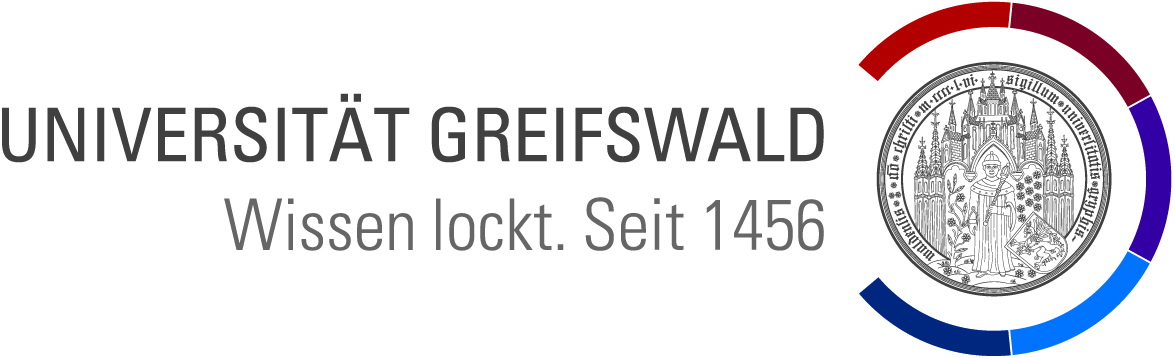 UNIVERSITÄT GREIFSWALD
Wissen lockt. Seit 1456